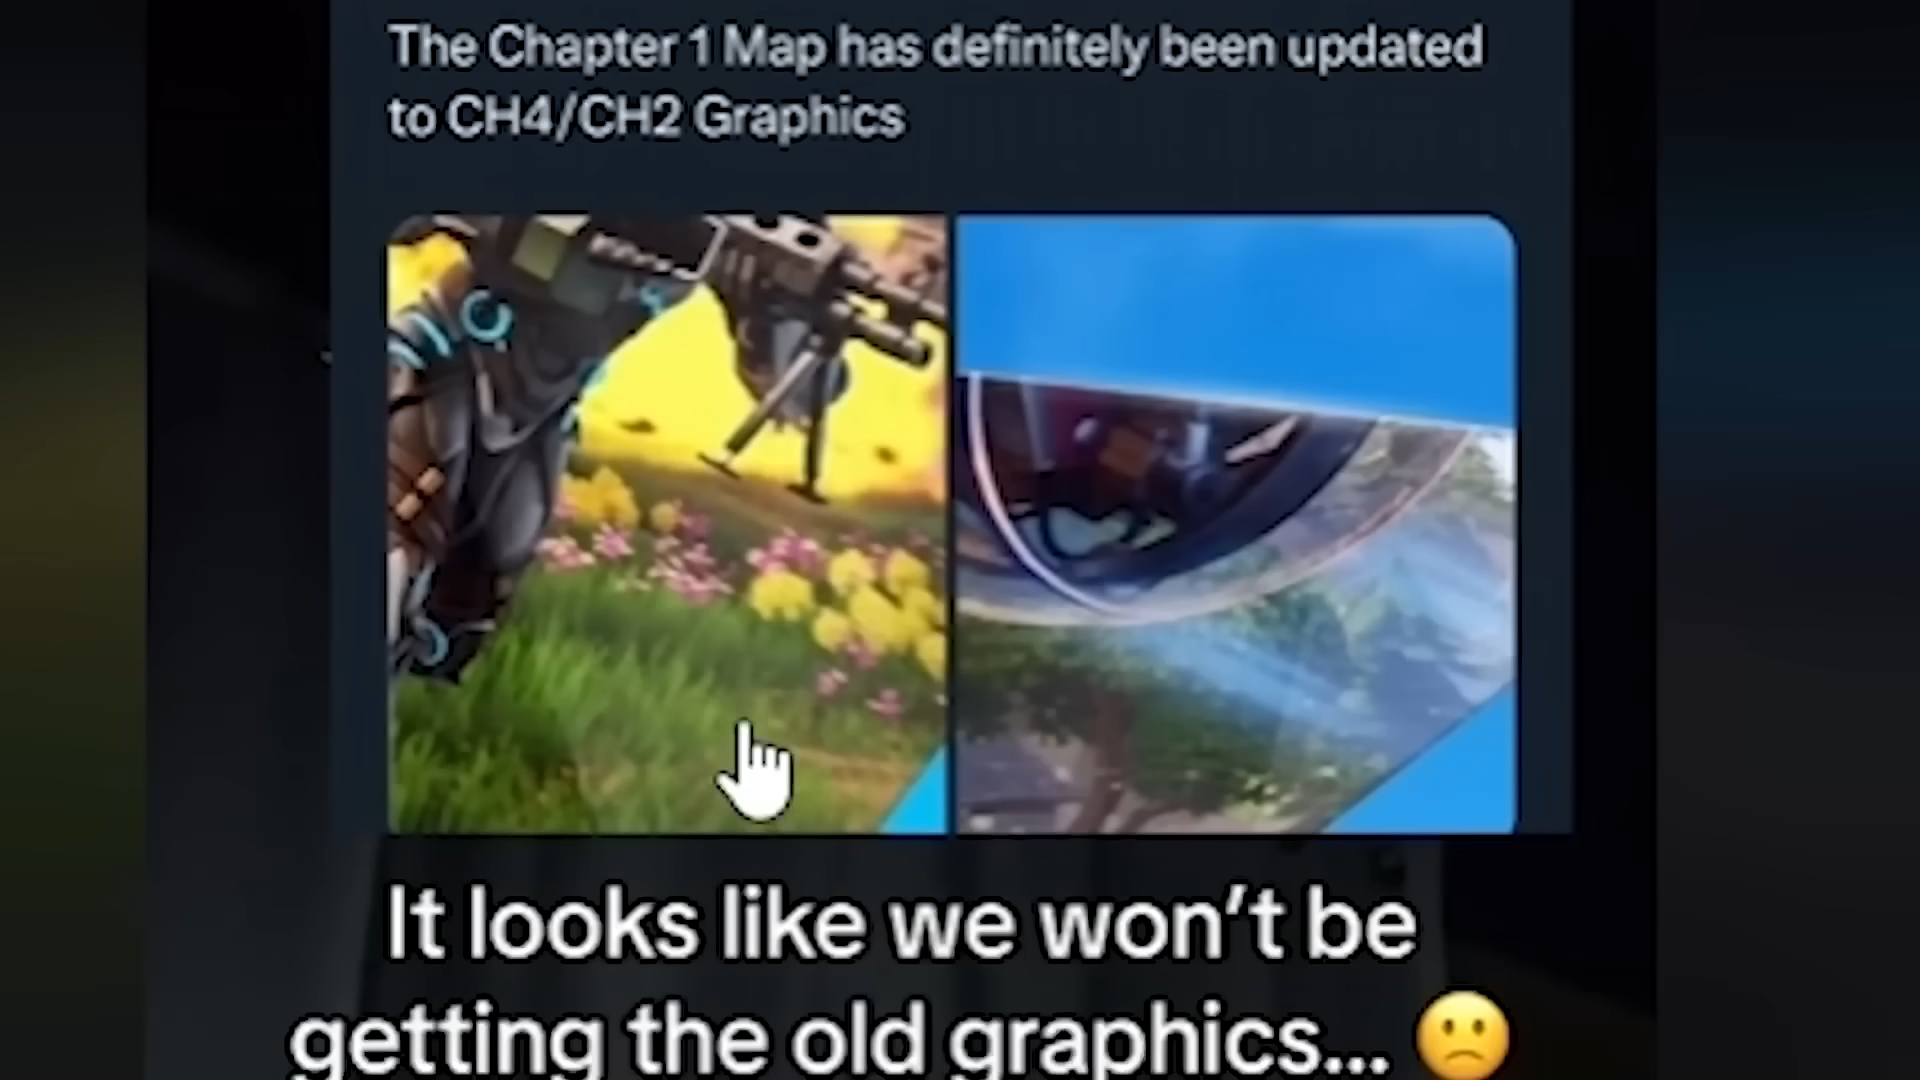 The Chapter 1 Map has definitely been updated
to CH4/CH2 Graphics
It looks like we won’t be
getting the old graphics... 🙁